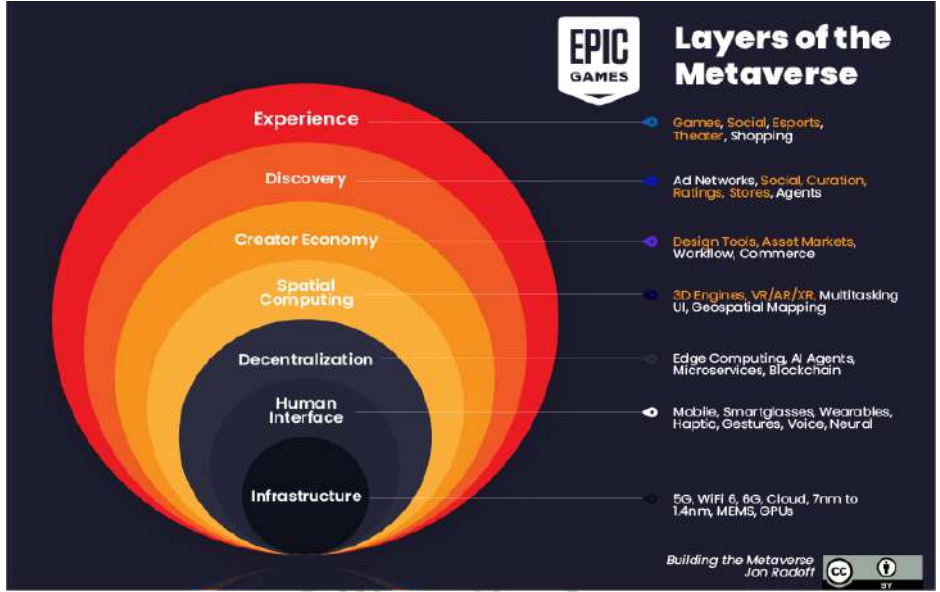 EPIC
GAMES
Layers of the
Metaverse
Experience
Games, Social, Esports,
Theater, Shopping
Discovery
Ad Networks, Social, Curation,
Ratings, Stores, Agents
Creator Economy
Design Tools, Asset Markets,
Workflow, Commerce
Spatial
Computing
3D Engines, VR/AR/XR, Multitasking
UI, Geospatial Mapping
Decentralization
Edge Computing, AI Agents,
Microservices, Blockchain
Human
Interface
Mobile, Smartglasses, Wearables,
Haptic, Gestures, Voice, Neural
Infrastructure
5G, WiFi 6, 6G, Cloud, 7nm to
1.4nm, MEMS, GPUs
Building the Metaverse
Jon Radoff
cc
BY